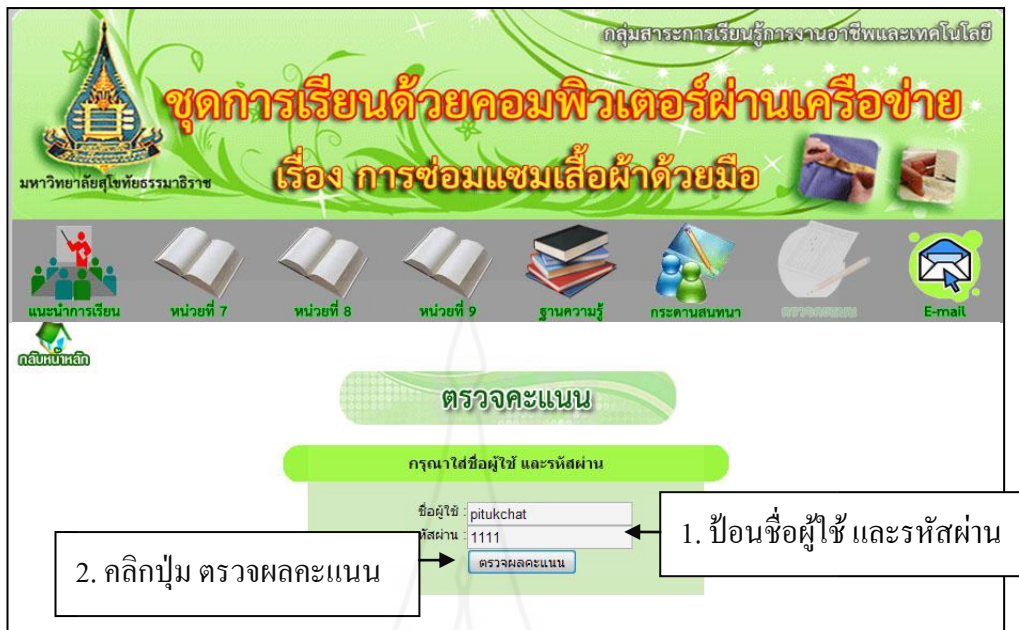 กลุ่มสาระการเรียนรู้การงานอาชีพและเทคโนโลยี
ชุดการเรียนด้วยคอมพิวเตอร์ผ่านเครือข่าย
เรื่อง การซ่อมแซมเสื้อผ้าด้วยมือ
มหาวิทยาลัยสุโขทัยธรรมาธิราช
แนะนำการเรียน หน่วยที่ 7 หน่วยที่ 8 หน่วยที่ 9 ฐานความรู้ กระดานสนทนา ตรวจคะแนน E-mail
กลับหน้าหลัก
ตรวจคะแนน
กรุณาใส่ชื่อผู้ใช้ และรหัสผ่าน
ชื่อผู้ใช้ : pitukchat
หัสผ่าน : 1111
1. ป้อนชื่อผู้ใช้ และรหัสผ่าน
ตรวจผลคะแนน
2. คลิกปุ่ม ตรวจผลคะแนน